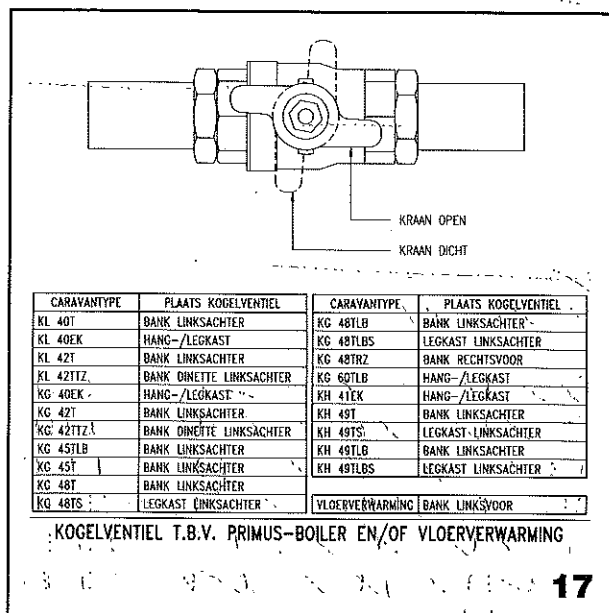 KRAAN OPEN
KRAAN DICHT
CARAVANTYPE PLAATS KOGELVENTIEL
KL 40T BANK LINKSACHTER
KL 40EK HANG-/LEGKAST
KL 42T BANK LINKSACHTER
KL 42TTZ BANK DINETTE LINKSACHTER
KG 40EK HANG-/LEGKAST
KG 42T BANK LINKSACHTER
KG 42TTZ BANK DINETTE LINKSACHTER
KG 45TLB BANK LINKSACHTER
KG 45T BANK LINKSACHTER
KG 48T BANK LINKSACHTER
KG 48TS LEGKAST LINKSACHTER
CARAVANTYPE PLAATS KOGELVENTIEL
KG 48TLB BANK LINKSACHTER
KG 48TLBS LEGKAST LINKSACHTER
KG 48TRZ BANK RECHTSVOOR
KG 60TLB HANG-/LEGKAST
KH 41EK HANG-/LEGKAST
KH 49T BANK LINKSACHTER
KH 49TS LEGKAST LINKSACHTER
KH 49TLB BANK LINKSACHTER
KH 49TLBS LEGKAST LINKSACHTER
VLOERVERWARMING BANK LINKSVOOR
KOGELVENTIEL T.B.V. PRIMUS-BOILER EN/OF VLOERVERWARMING
17